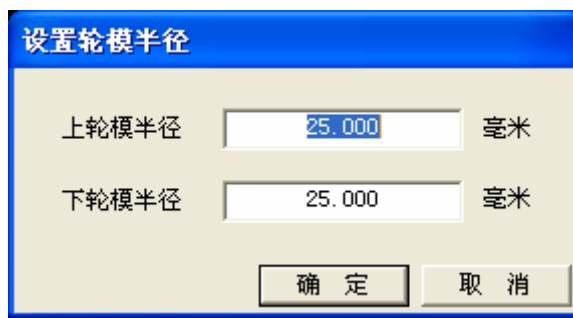 设置轮模半径
上轮模半径 25.000 毫米
下轮模半径 25.000 毫米
确 定 取 消